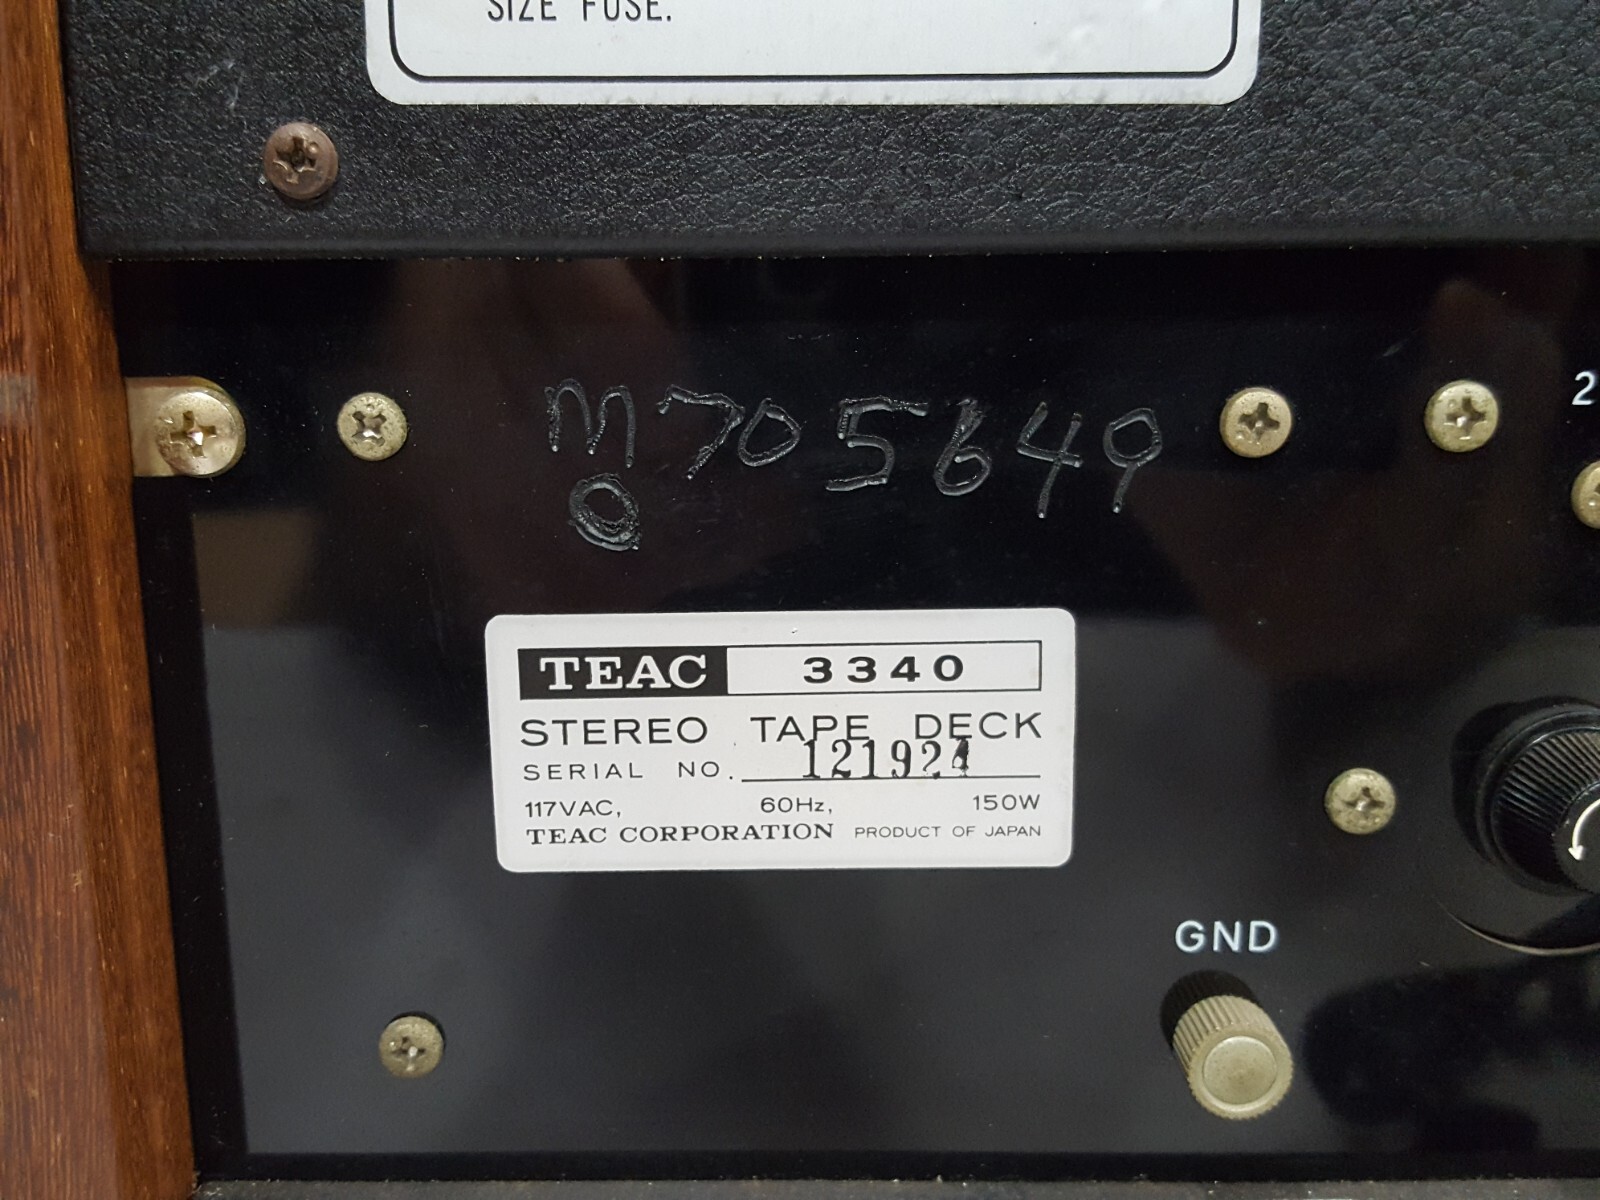 SIZE FUSE.
2
M705649
O
TEAC 3340
STEREO TAPE DECK
SERIAL NO. 121924
117VAC, 60Hz, 150W
TEAC CORPORATION PRODUCT OF JAPAN
GND